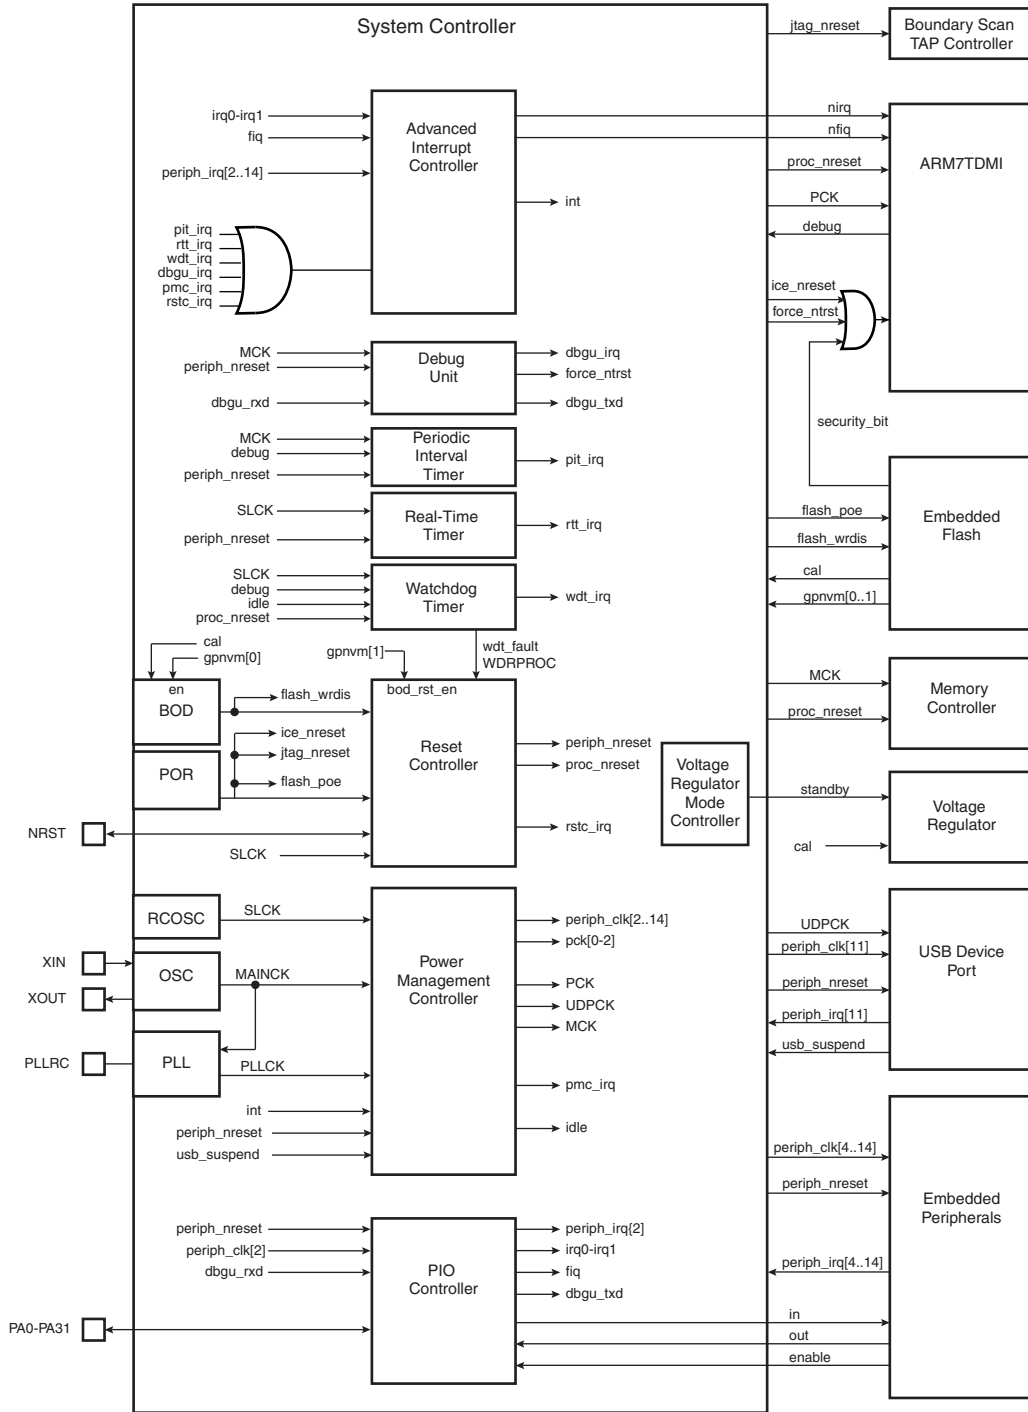 System Controller
jtag_nreset
Boundary Scan
TAP Controller
irq0-irq1
fiq
periph_irq[2..14]
Advanced
Interrupt
Controller
int
nirq
nfiq
proc_nreset
PCK
debug
ARM7TDMI
pit_irq
rtt_irq
wdt_irq
dbgu_irq
pmc_irq
rstc_irq
ice_nreset
force_ntrst
security_bit
MCK
periph_nreset
dbgu_rxd
Debug
Unit
dbgu_irq
force_ntrst
dbgu_txd
MCK
debug
periph_nreset
Periodic
Interval
Timer
pit_irq
SLCK
periph_nreset
Real-Time
Timer
rtt_irq
flash_poe
flash_wrdis
cal
gpnvm[0..1]
Embedded
Flash
SLCK
debug
idle
proc_nreset
Watchdog
Timer
wdt_irq
cal
gpnvm[0]
gpnvm[1]
wdt_fault
WDRPROC
en
BOD
flash_wrdis
bod_rst_en
Reset
Controller
POR
ice_nreset
jtag_nreset
flash_poe
periph_nreset
proc_nreset
rstc_irq
NRST
SLCK
MCK
proc_nreset
Memory
Controller
Voltage
Regulator
Mode
Controller
standby
cal
Voltage
Regulator
RCOSC
SLCK
XIN
OSC
MAINCK
XOUT
PLLRC
PLL
PLLCK
int
periph_nreset
usb_suspend
Power
Management
Controller
periph_clk[2..14]
pck[0-2]
PCK
UDPCK
MCK
pmc_irq
idle
UDPCK
periph_clk[11]
periph_nreset
periph_irq[11]
usb_suspend
USB Device
Port
periph_nreset
periph_clk[2]
dbgu_rxd
PIO
Controller
periph_irq{2]
irq0-irq1
fiq
dbgu_txd
PA0-PA31
periph_clk[4..14]
periph_nreset
periph_irq[4..14]
in
out
enable
Embedded
Peripherals